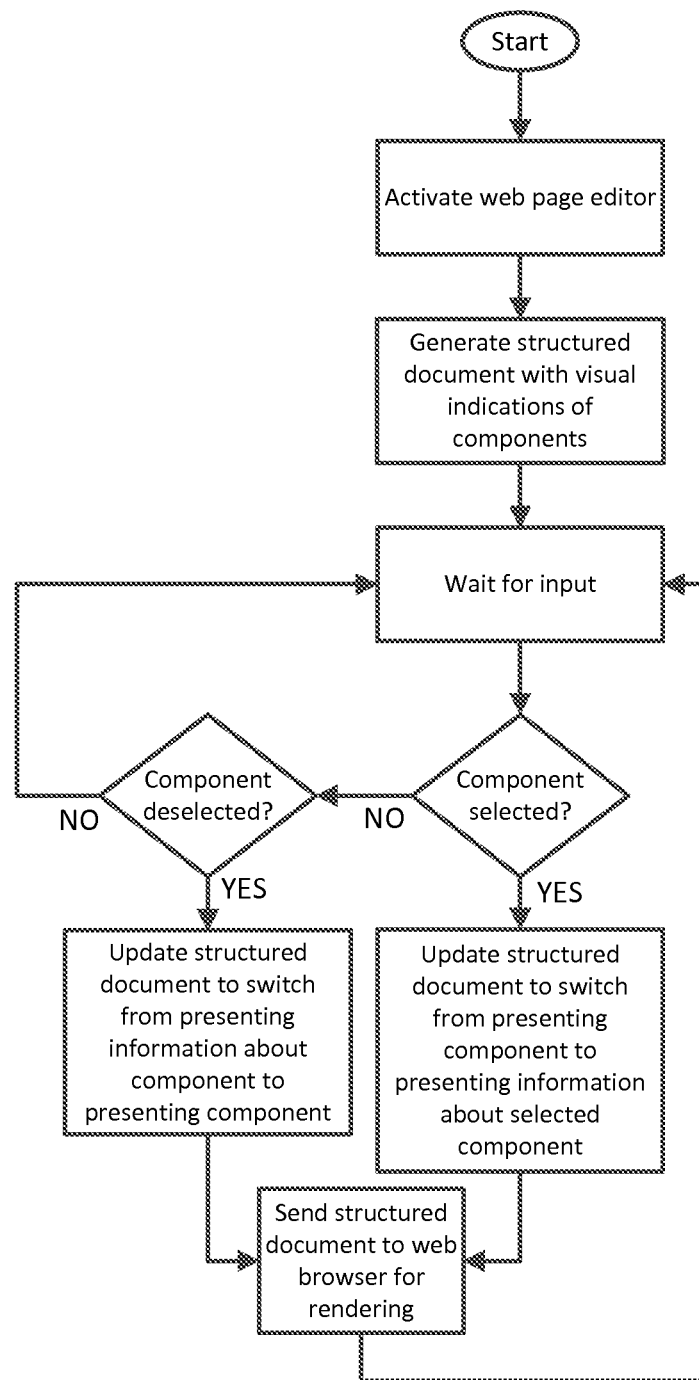 Start
Activate web page editor
Generate structured
document with visual
indications of
components
Wait for input
Component
deselected?
NO
YES
Component
selected?
NO
YES
Update structured
document to switch
from presenting
information about
component to
presenting component
Update structured
document to switch
from presenting
component to
presenting information
about selected
component
Send structured
document to web
browser for
rendering